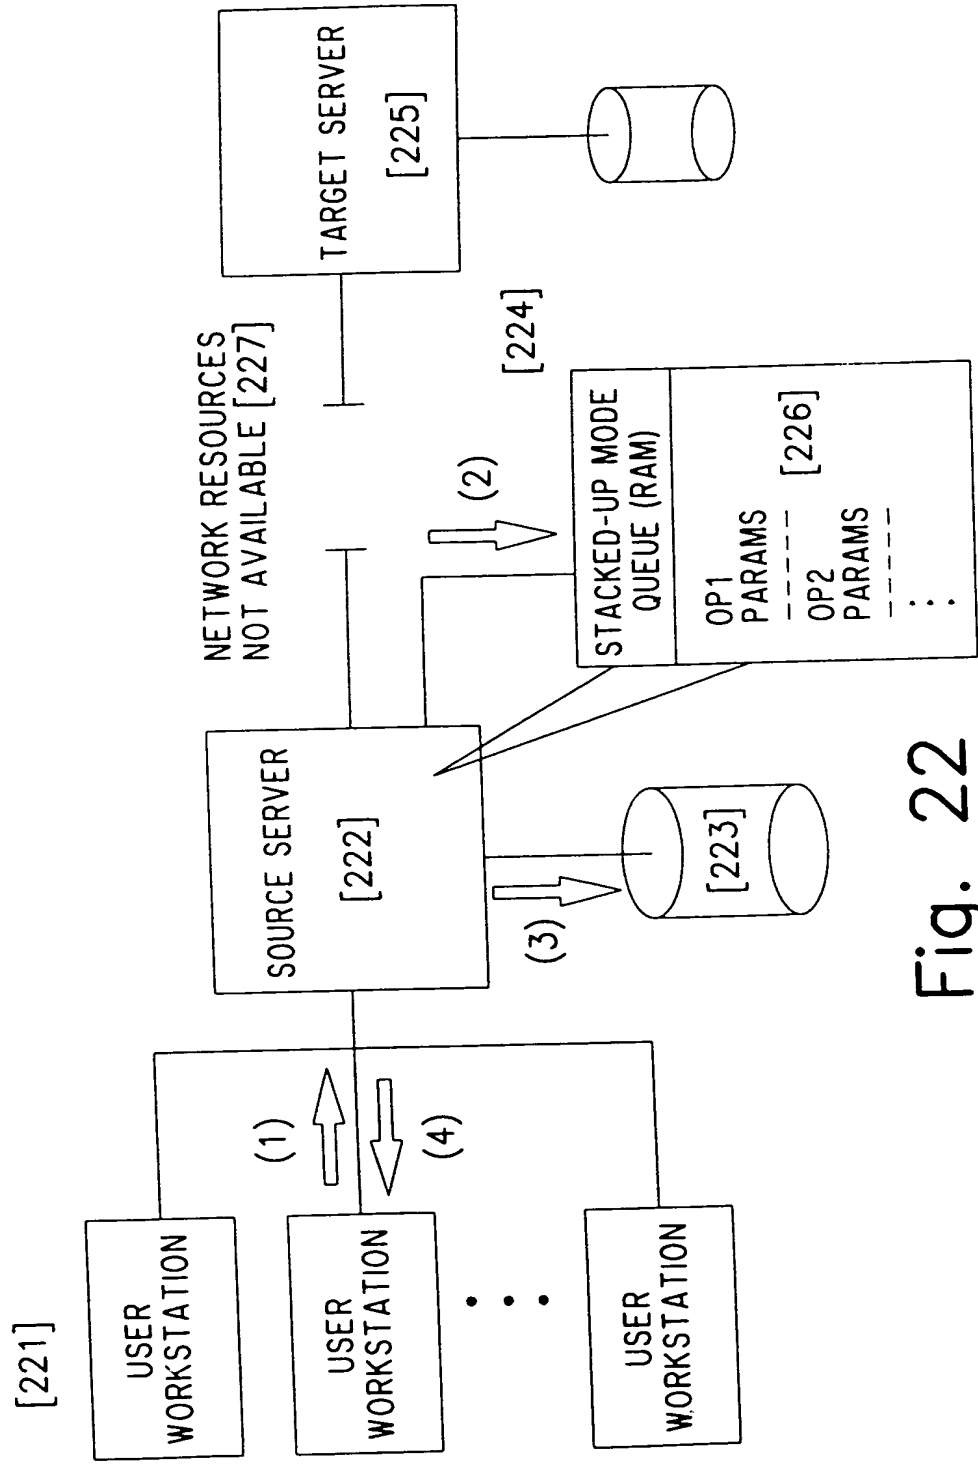 [221]
USER
WORKSTATION
USER
WORKSTATION
USER
WORKSTATION
(1)
(4)
SOURCE SERVER
[222]
(3)
[223]
NETWORK RESOURCES
NOT AVAILABLE [227]
(2)
[224]
STACKED-UP MODE
QUEUE (RAM)
OP1
PARAMS
-----
[226]
OP2
PARAMS
-----
TARGET SERVER
[225]
Fig. 22